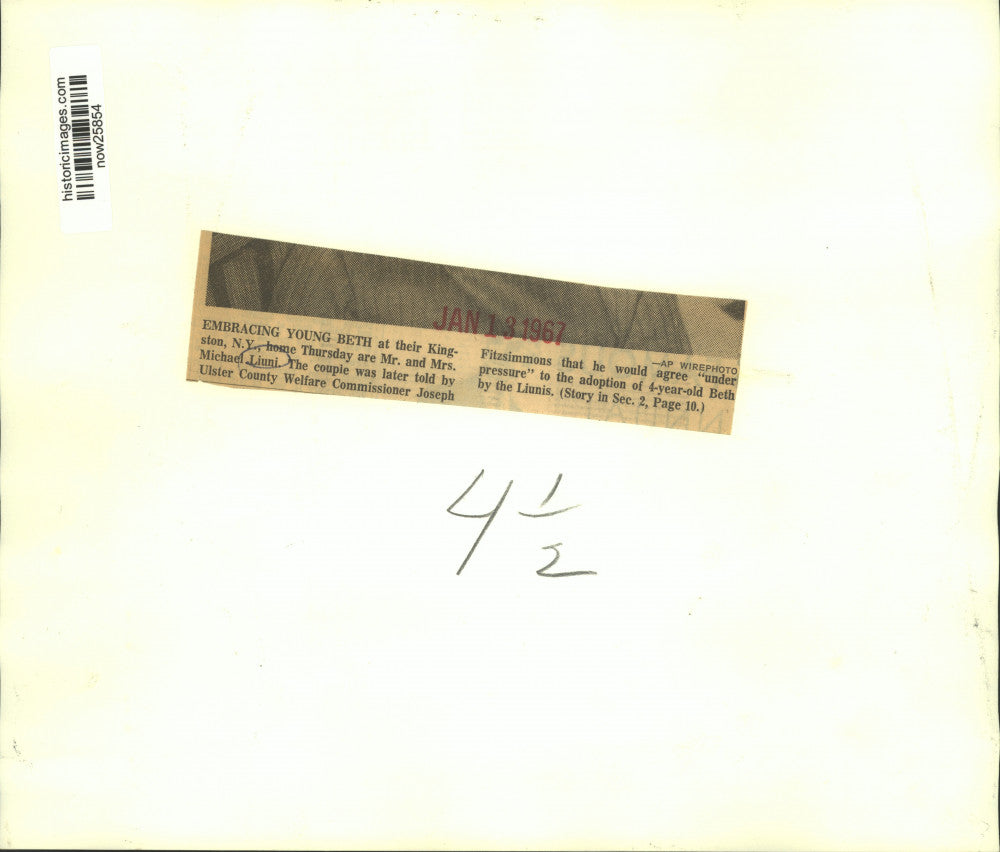 historicimages.com
now25854
JAN 13 1967
EMBRACING YOUNG BETH at their King-
ston, N.Y., home Thursday are Mr. and Mrs.
Michael Liuni. The couple was later told by
Ulster County Welfare Commissioner Joseph
—AP WIREPHOTO
Fitzsimmons that he would agree “under
pressure” to the adoption of 4-year-old Beth
by the Liunis. (Story in Sec. 2, Page 10.)
4 1/2